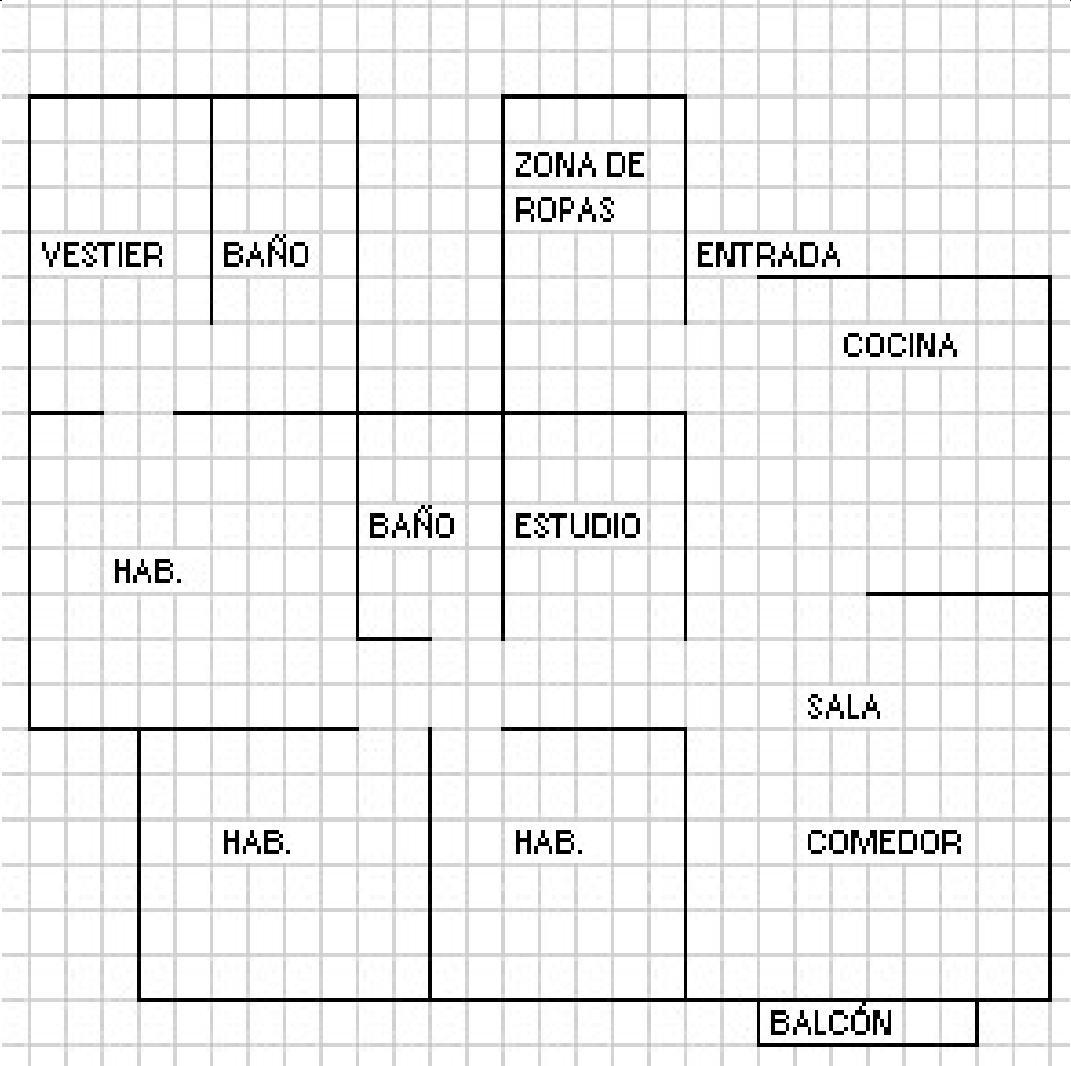 ZONA DE
ROPAS
VESTIER
BAÑO
ENTRADA
COCINA
BAÑO
ESTUDIO
HAB.
SALA
HAB.
HAB.
COMEDOR
BALCÓN